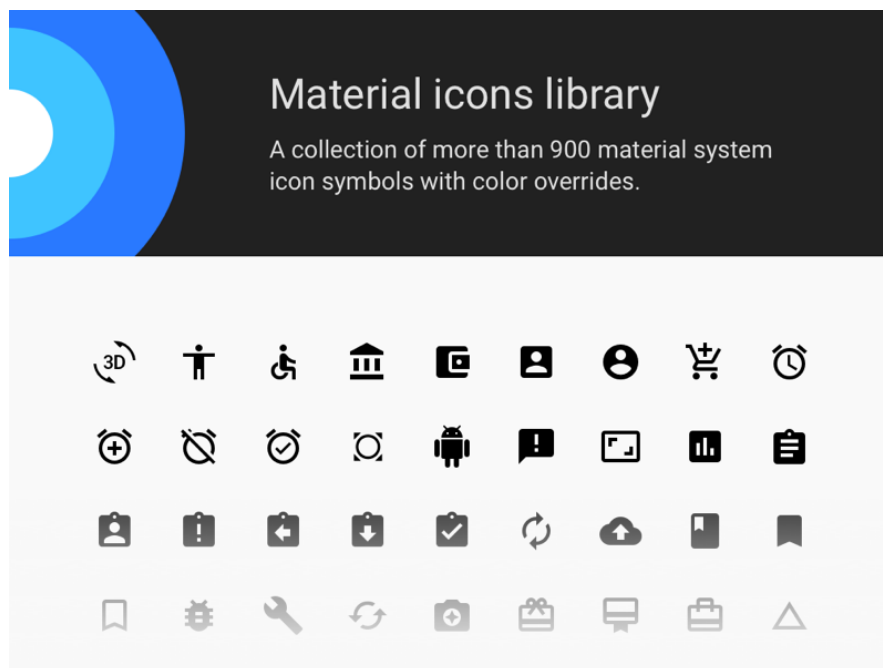 Material icons library
A collection of more than 900 material system
icon symbols with color overrides.
3D